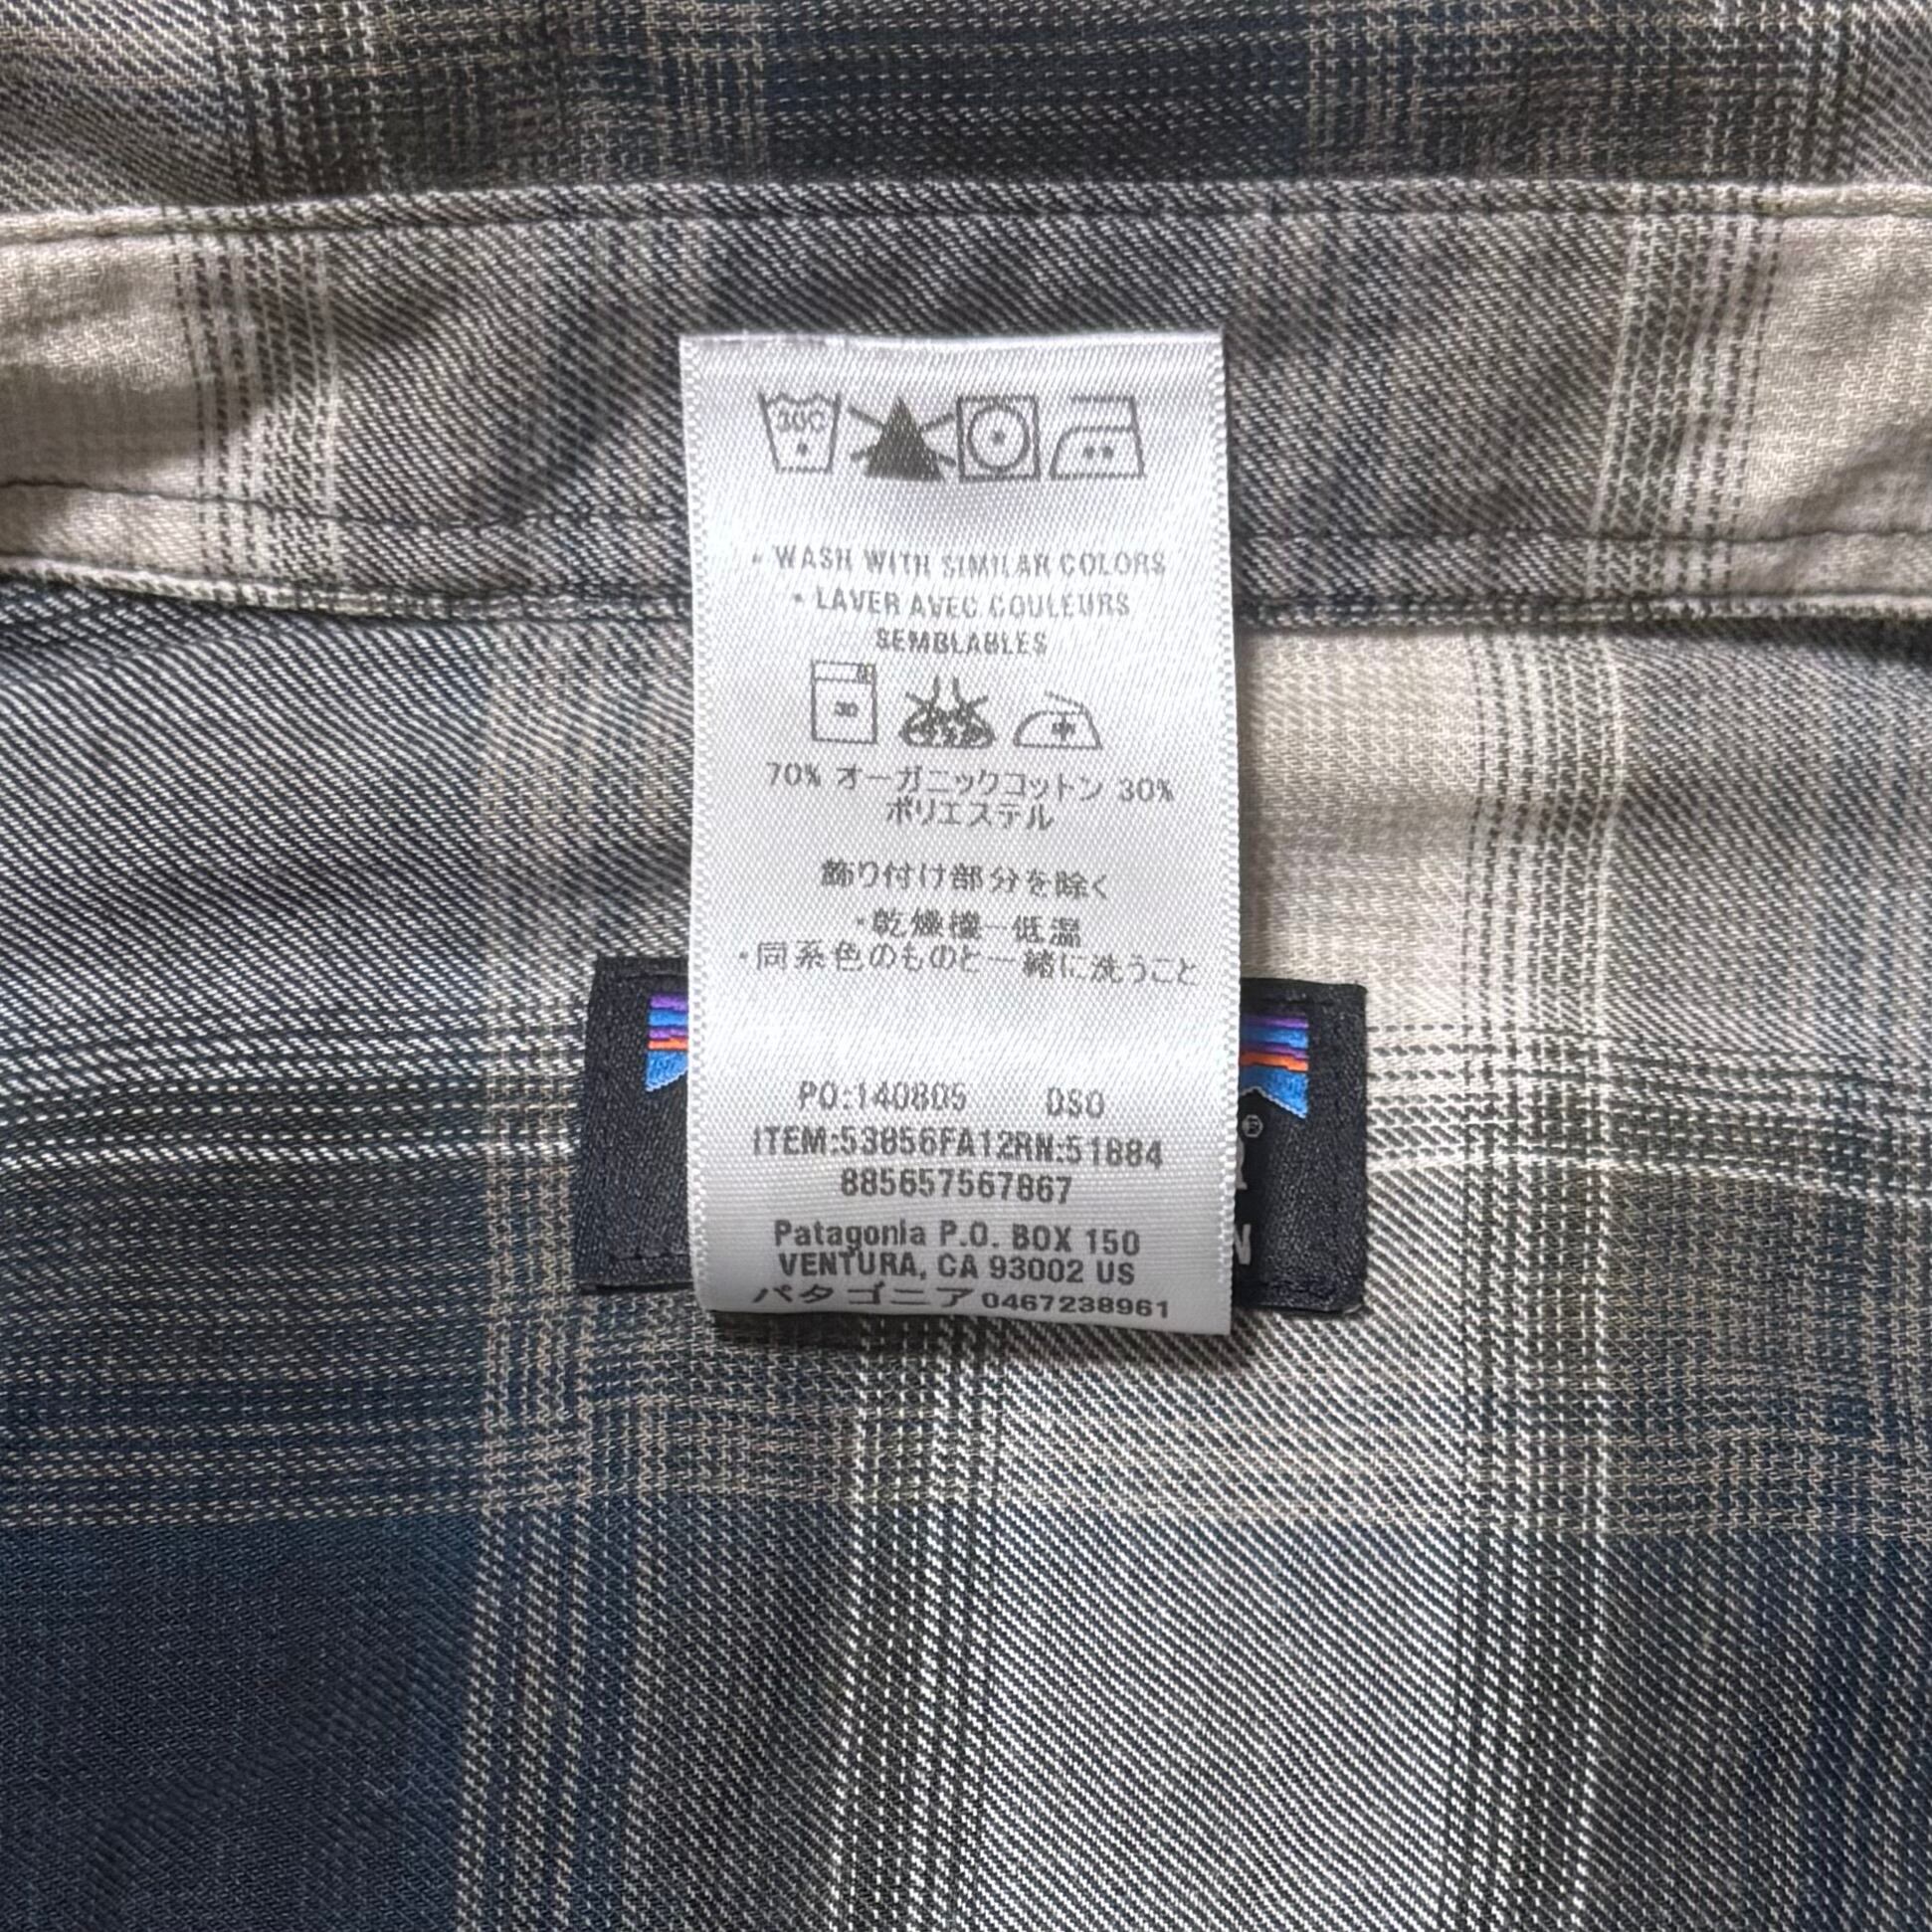 30C
• WASH WITH SIMILAR COLORS
• LAVER AVEC COULEURS
SEMBLABLES
30 中
70% オーガニックコットン 30%
ポリエステル
飾り付け部分を除く
・乾燥機ー低温
・同系色のものと一緒に洗うこと
PO:140805 DSO
ITEM:53856FA12RN:51884
885657567867
Patagonia P.O. BOX 150
VENTURA, CA 93002 US
パタゴニア 0467238961
®
N